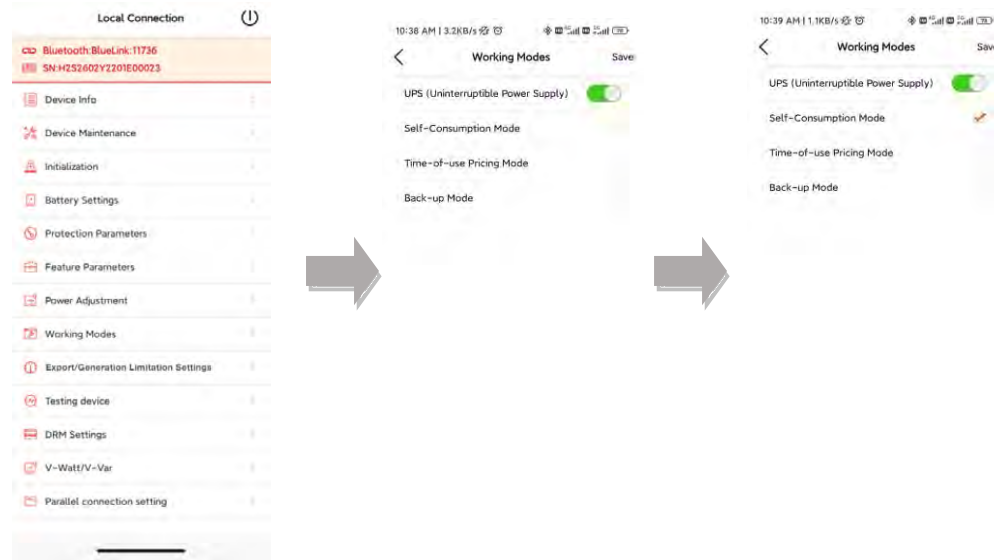 Local Connection
Bluetooth:BlueLink:11736
SN:H2S2602Y2201E00023
Device Info
Device Maintenance
Initialization
Battery Settings
Protection Parameters
Feature Parameters
Power Adjustment
Working Modes
Export/Generation Limitation Settings
Testing device
DRM Settings
V-Watt/V-Var
Parallel connection setting
10:38 AM | 3.2KB/s
Working Modes
Save
UPS (Uninterruptible Power Supply)
Self-Consumption Mode
Time-of-use Pricing Mode
Back-up Mode
10:39 AM | 1.1KB/s
Working Modes
Sav
UPS (Uninterruptible Power Supply)
Self-Consumption Mode
Time-of-use Pricing Mode
Back-up Mode